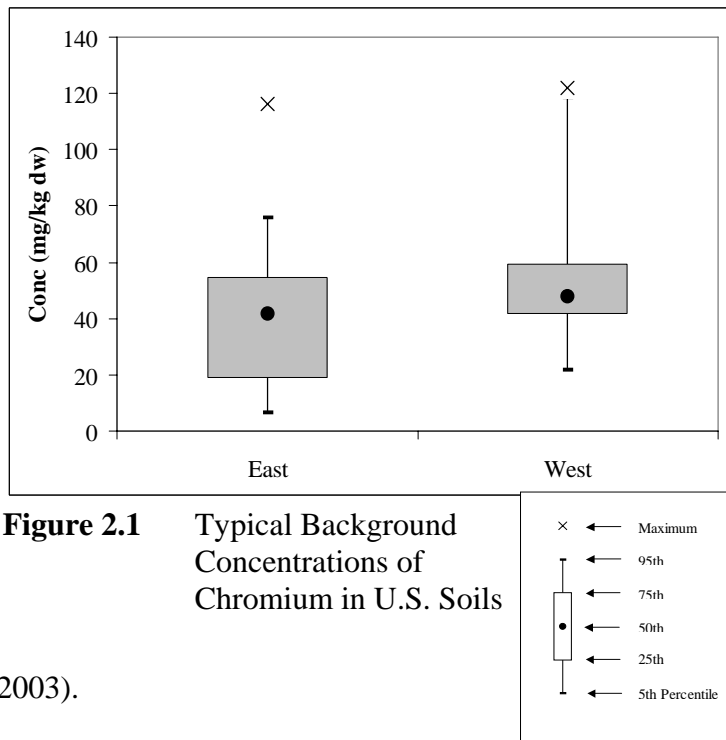 140
120
100
80
60
40
20
0
Conc (mg/kg dw)
East West
Figure 2.1 Typical Background
Concentrations of
Chromium in U.S. Soils
Maximum
95th
75th
50th
25th
5th Percentile
2003).